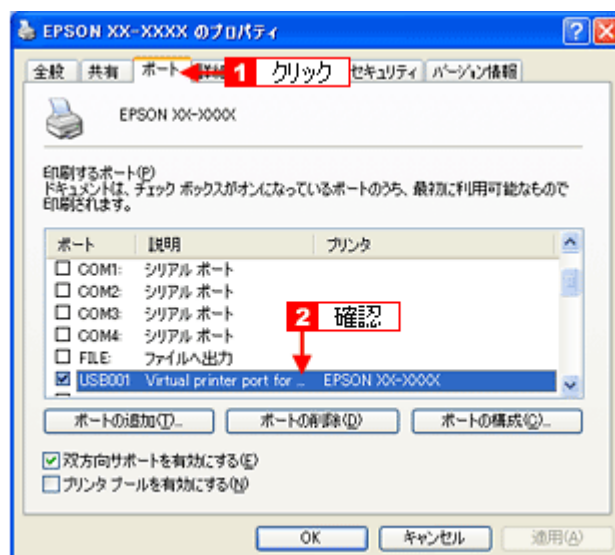 EPSON XX-XXXX のプロパティ
全般 共有 ポート 1 クリック セキュリティ バージョン情報
EPSON XX-XXXX
印刷するポート(P)
ドキュメントは、チェック ボックスがオンになっているポートのうち、最初に利用可能なもので
印刷されます。
ポート 説明 プリンタ
COM1: シリアル ポート
COM2: シリアル ポート
COM3: シリアル ポート
COM4: シリアル ポート
2 確認
FILE: ファイルへ出力
USB001 Virtual printer port for ... EPSON XX-XXXX
ポートの追加(T)... ポートの削除(D) ポートの構成(C)...
双方向サポートを有効にする(E)
プリンタ プールを有効にする(N)
OK キャンセル 適用(A)